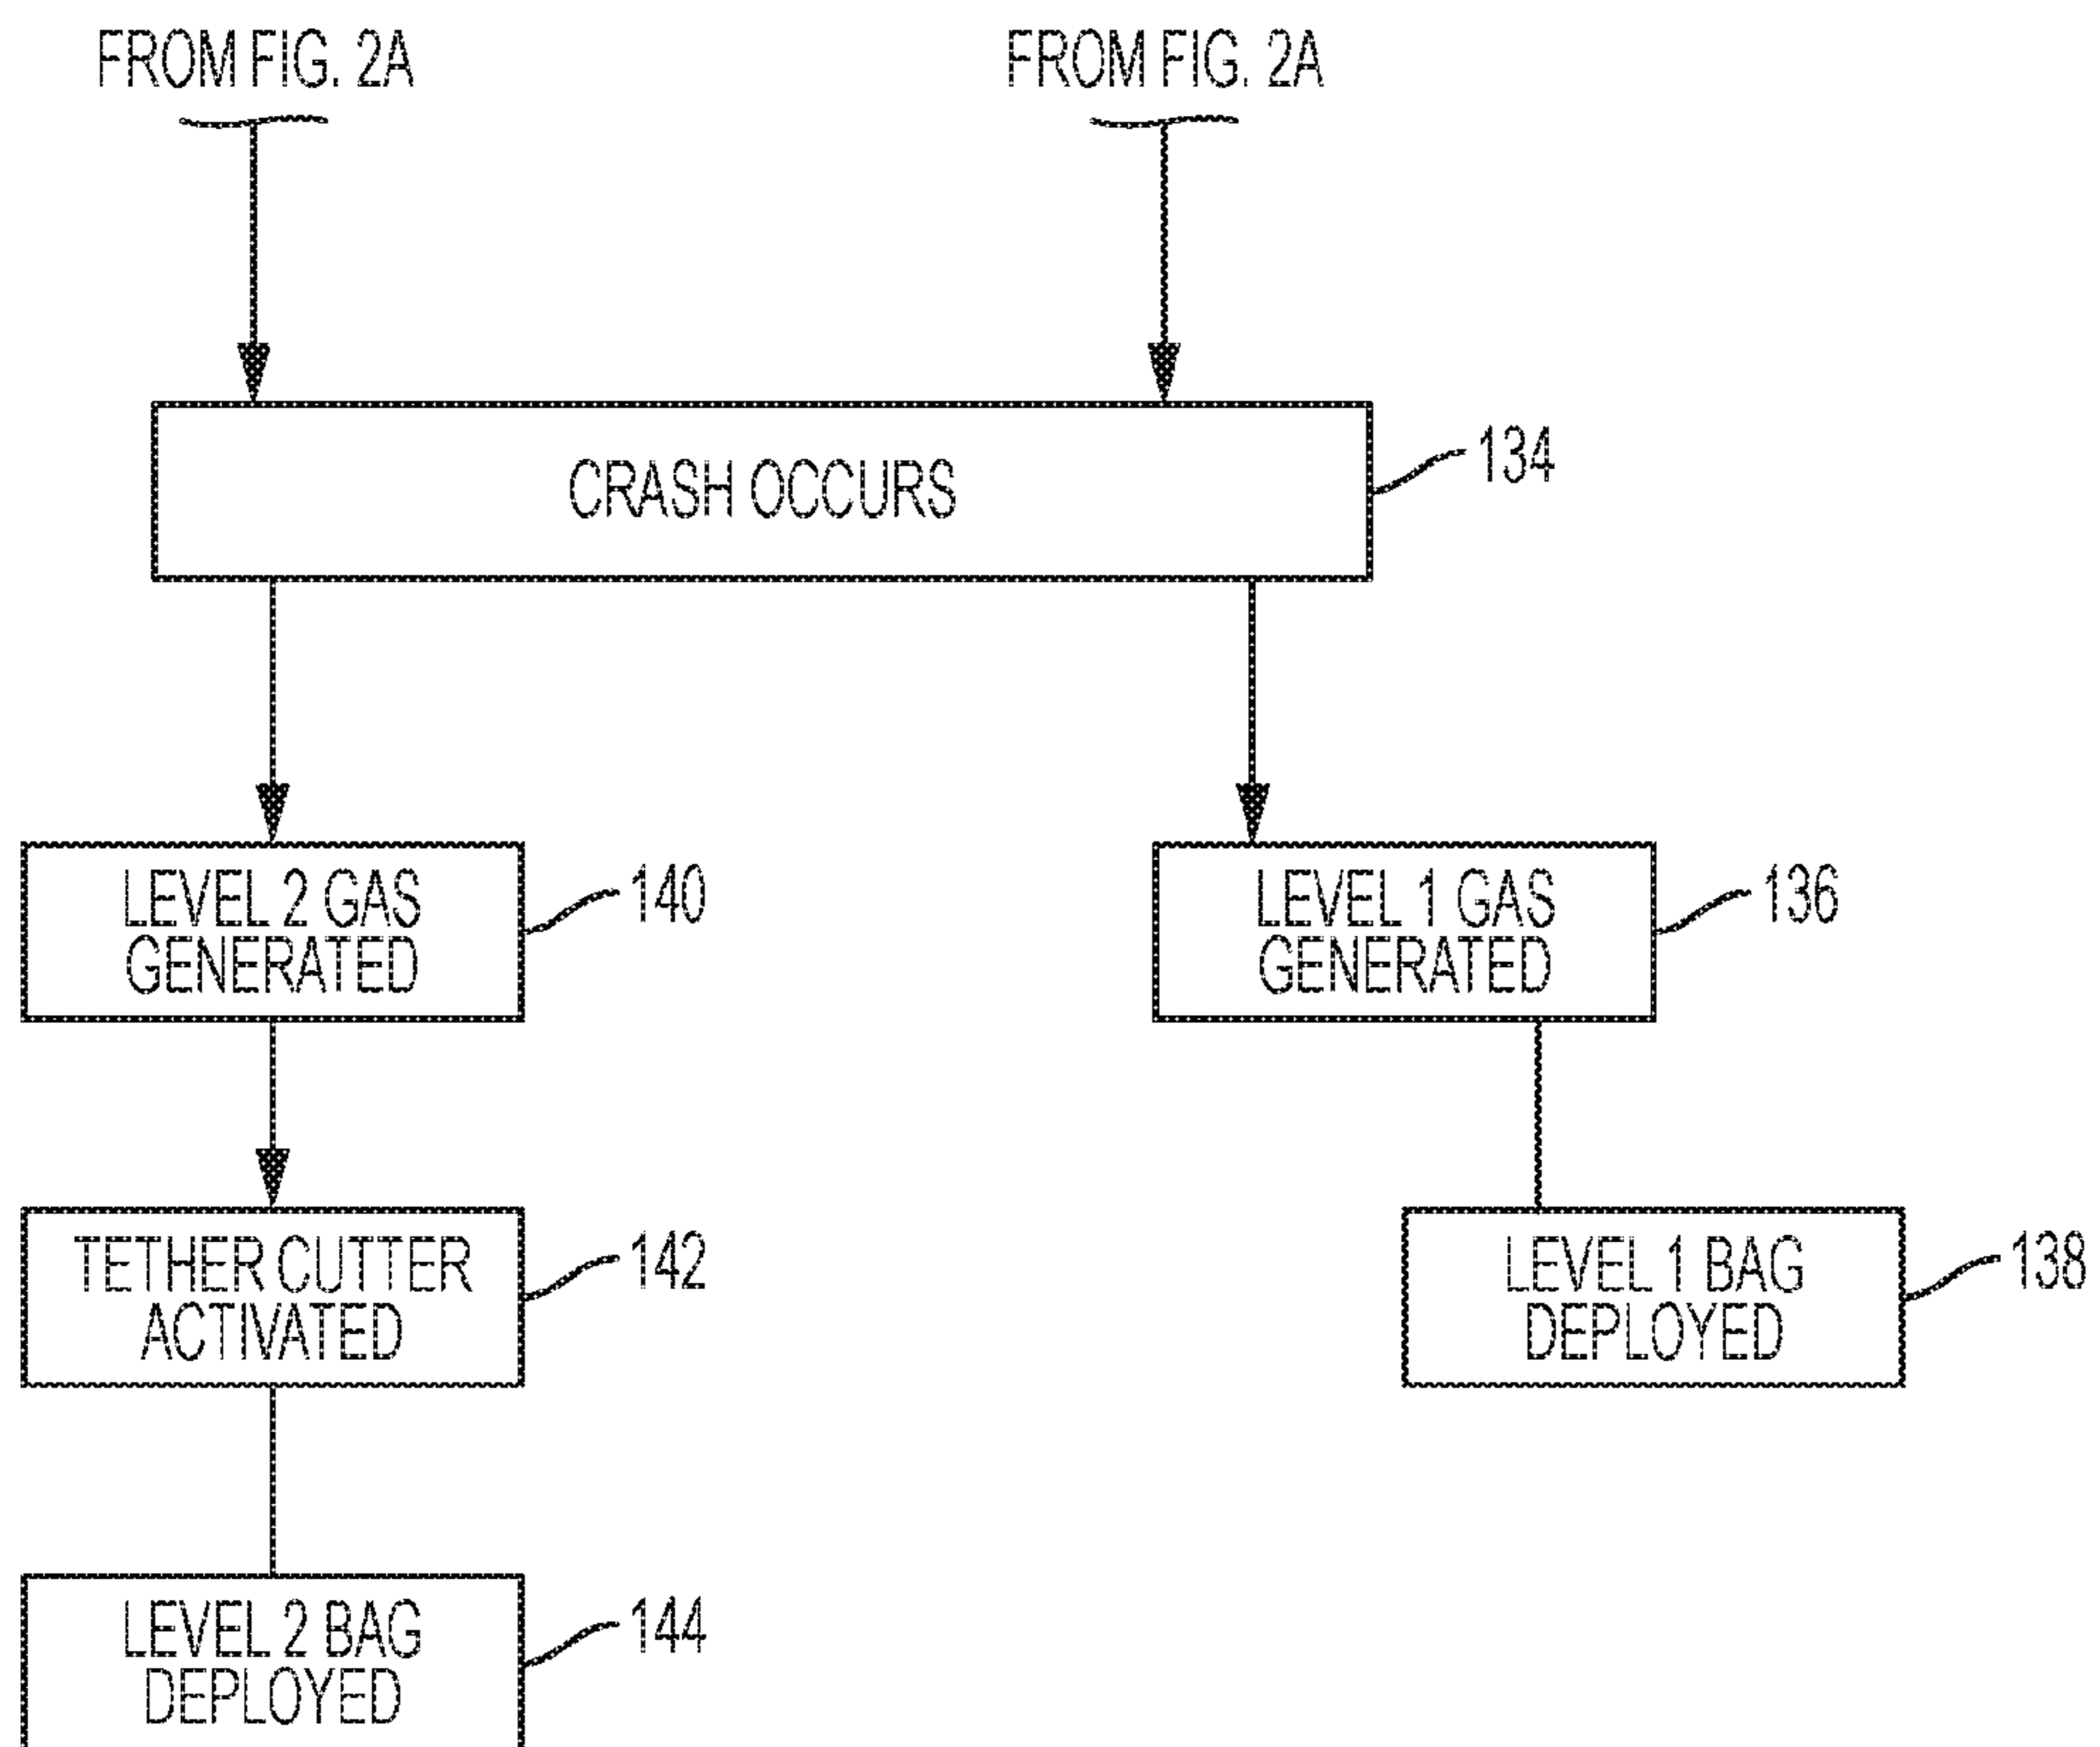 FROM FIG. 2A
FROM FIG. 2A
CRASH OCCURS
134
LEVEL 2 GAS
GENERATED
140
LEVEL 1 GAS
GENERATED
136
TETHER CUTTER
ACTIVATED
142
LEVEL 1 BAG
DEPLOYED
138
LEVEL 2 BAG
DEPLOYED
144